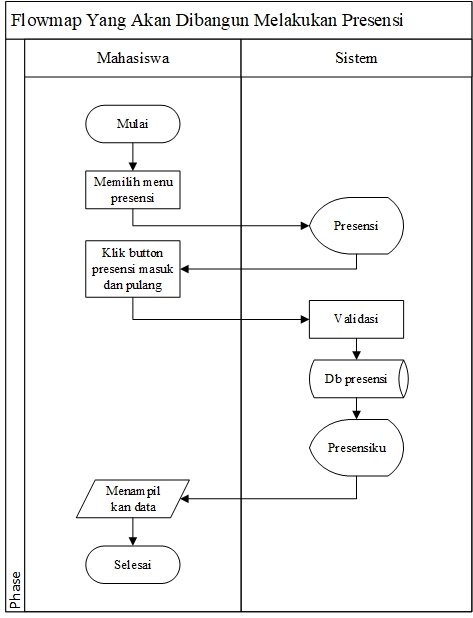 Flowmap Yang Akan Dibangun Melakukan Presensi
Mahasiswa
Sistem
Mulai
Memilih menu
presensi
Presensi
Klik button
presensi masuk
dan pulang
Validasi
Db presensi
Presensiku
Menampil
kan data
Selesai
Phase